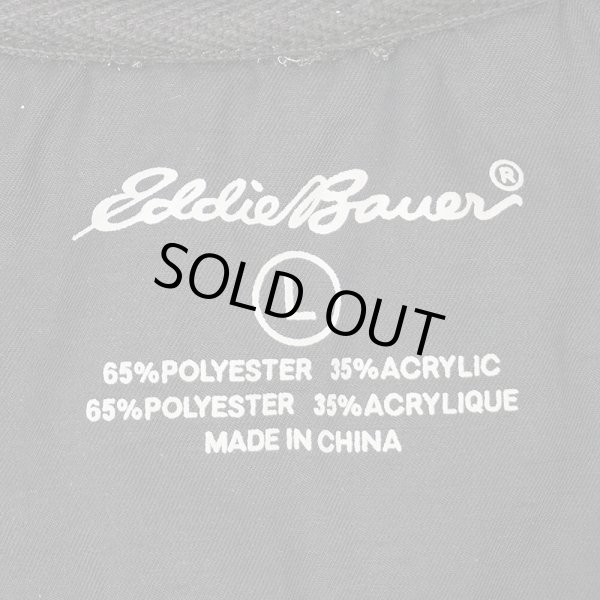 Eddie Bauer®
L
SOLD OUT
65%POLYESTER 35%ACRYLIC
65%POLYESTER 35%ACRYLIQUE
MADE IN CHINA